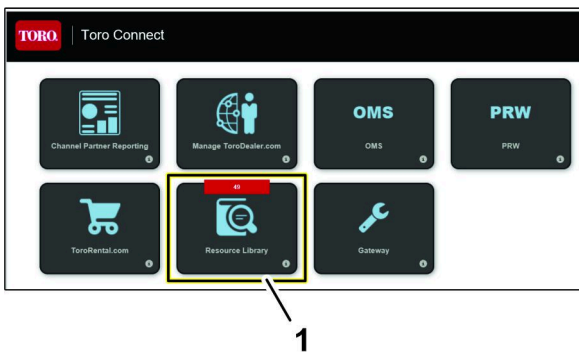 TORO. Toro Connect
Channel Partner Reporting
Manage ToroDealer.com
OMS
OMS
PRW
PRW
ToroRental.com
49
Resource Library
Gateway
1